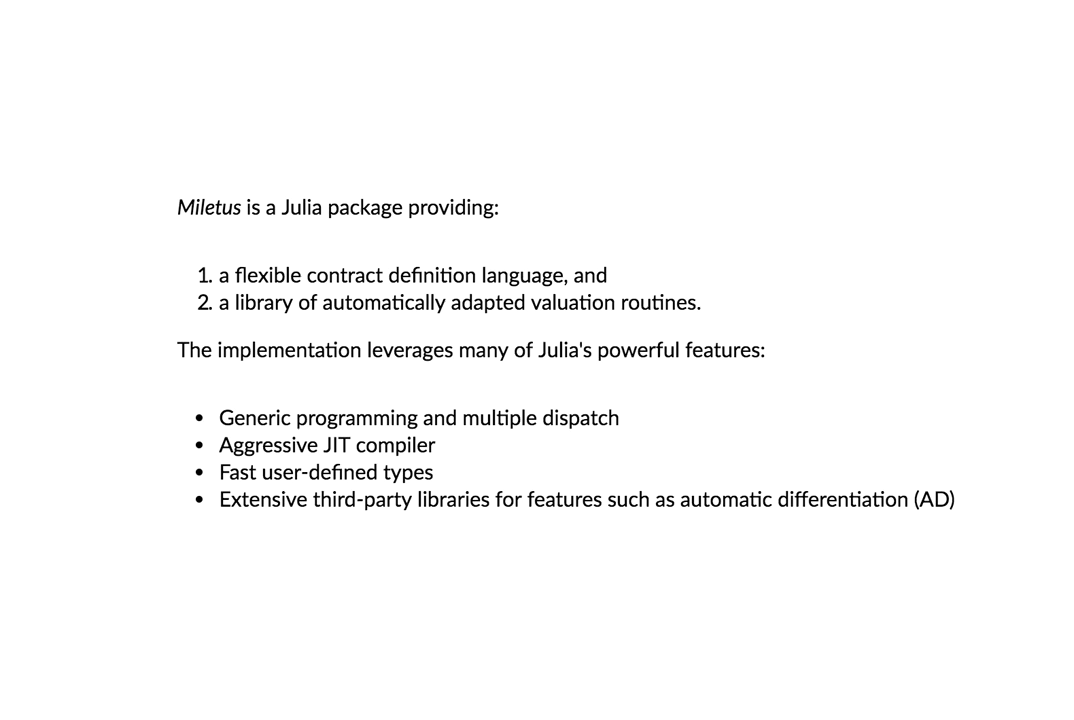 Miletus is a Julia package providing:
1. a flexible contract definition language, and
2. a library of automatically adapted valuation routines.
The implementation leverages many of Julia's powerful features:
• Generic programming and multiple dispatch
• Aggressive JIT compiler
• Fast user-defined types
• Extensive third-party libraries for features such as automatic differentiation (AD)